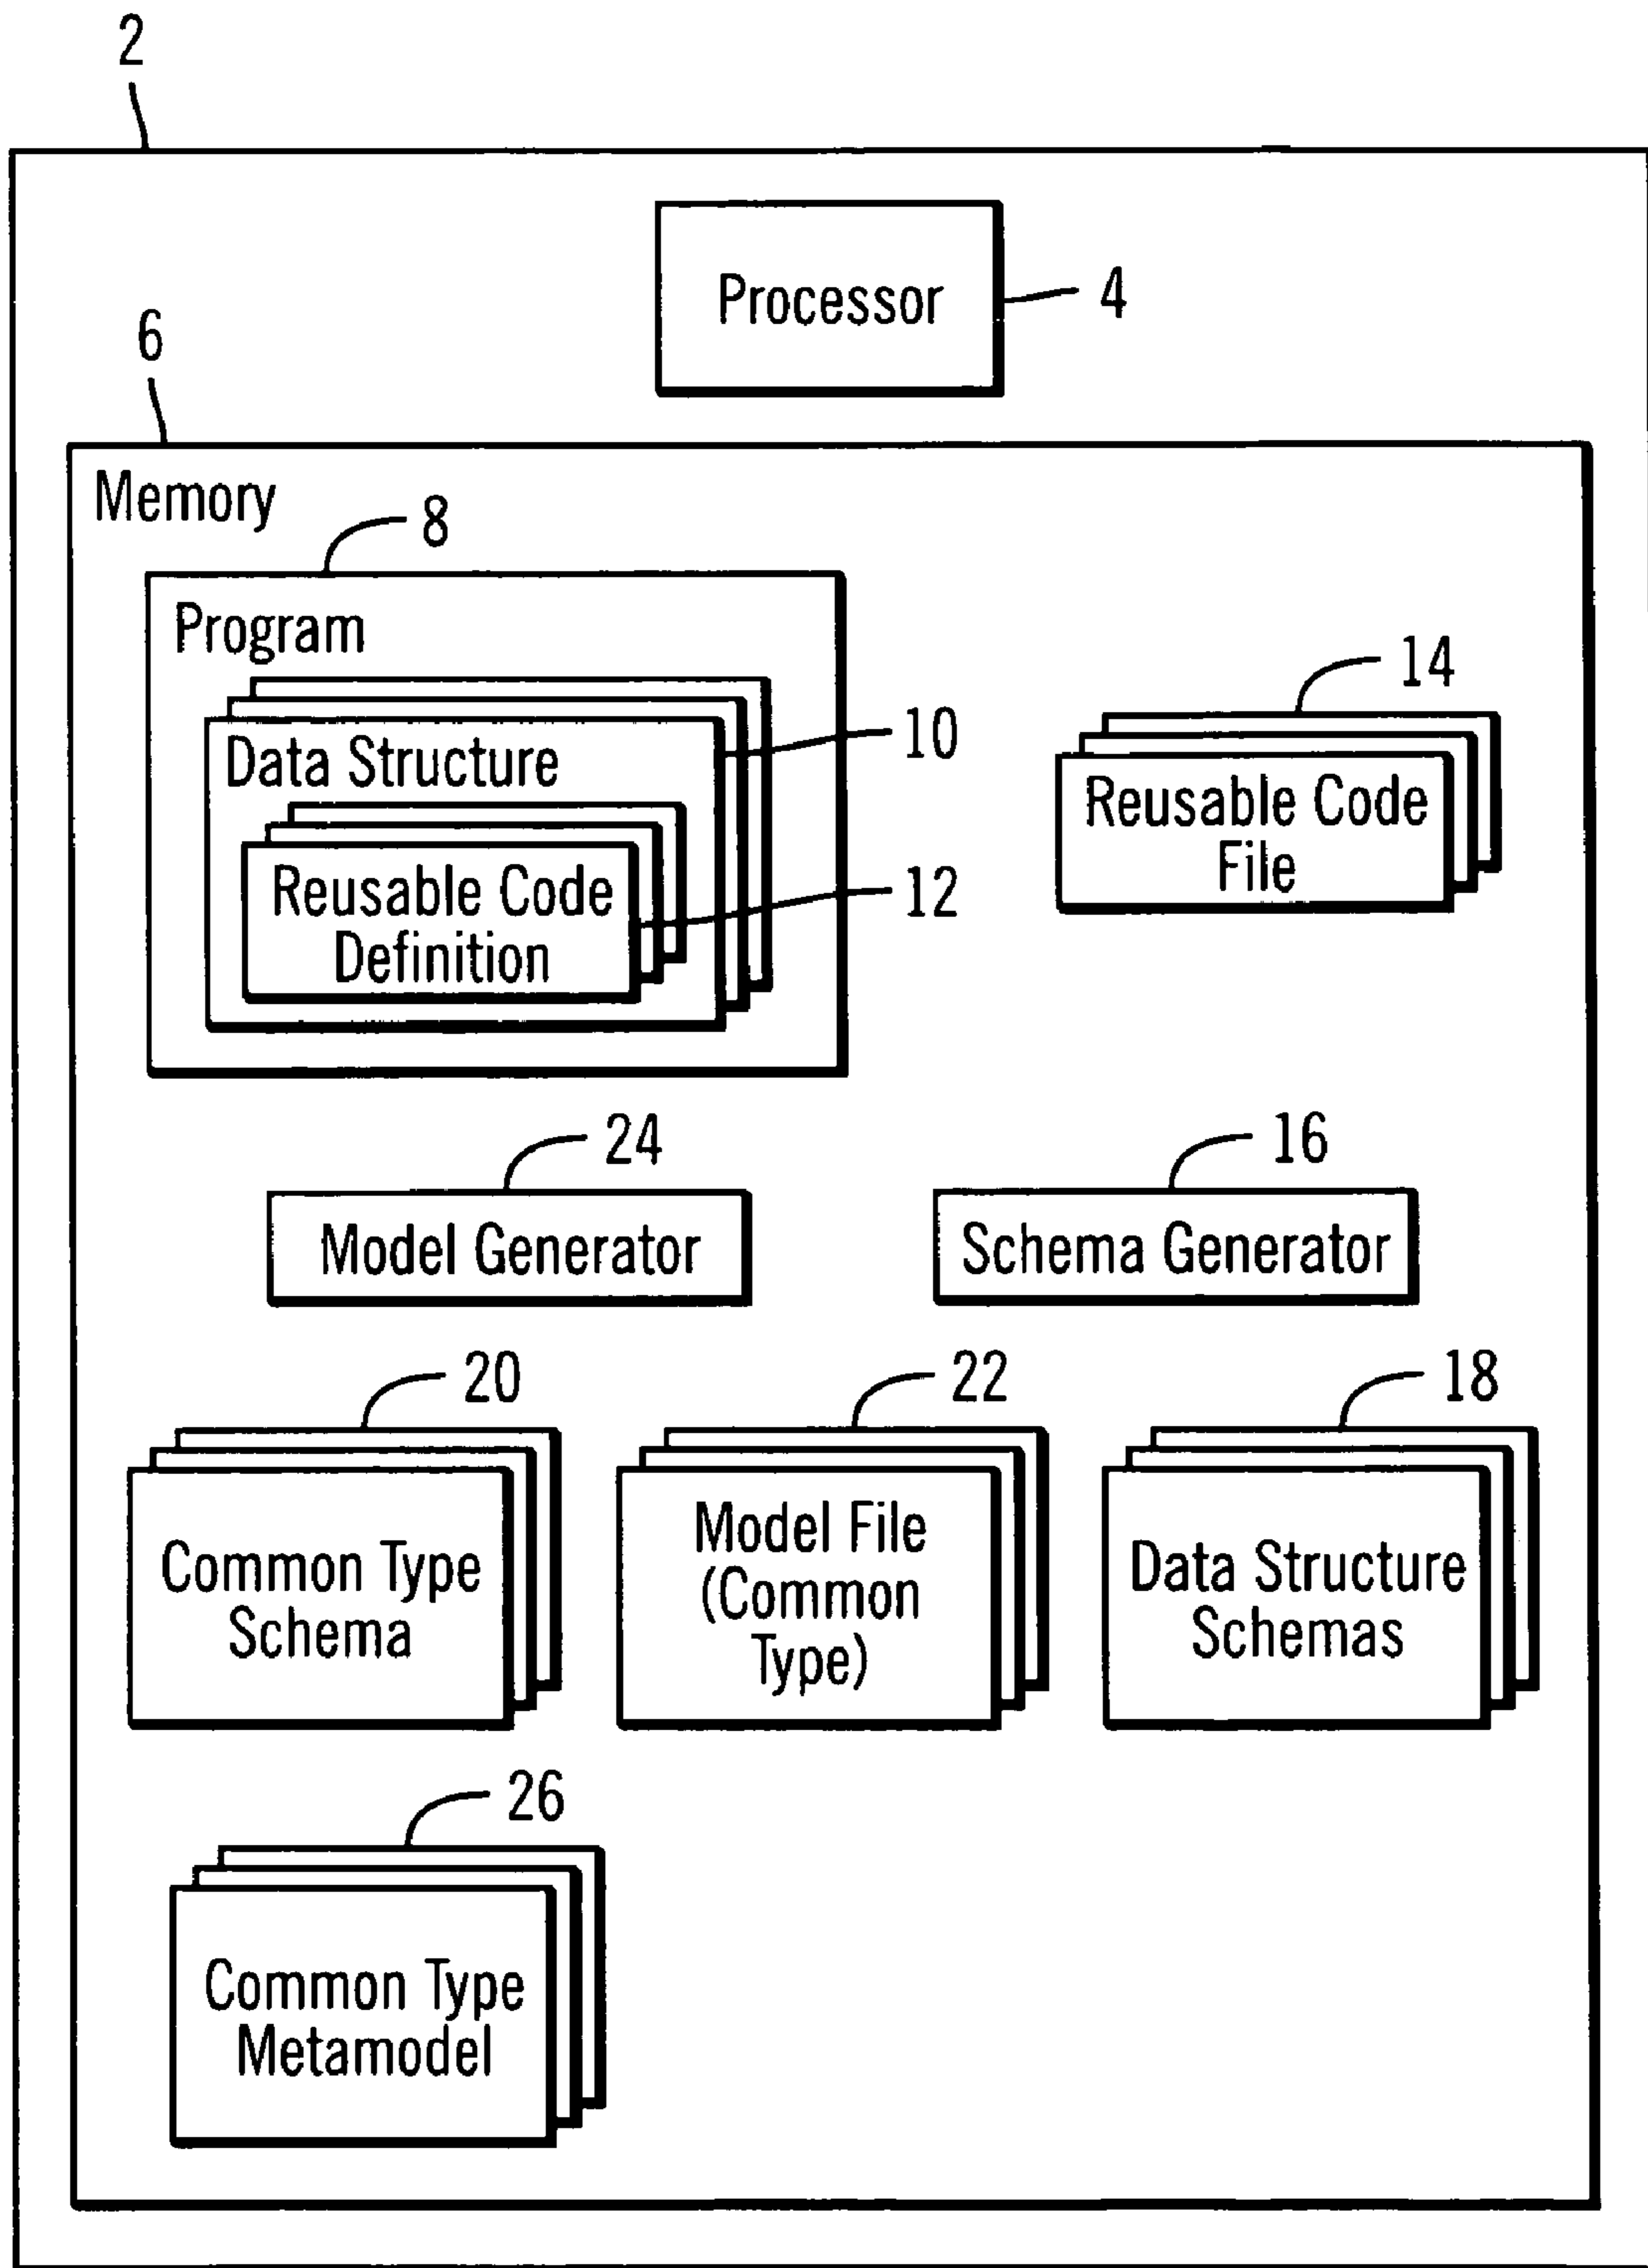 2
Processor
4
6
Memory
8
Program
14
Data Structure
10
Reusable Code
File
Reusable Code
Definition
12
24
16
Model Generator
Schema Generator
20
22
18
Common Type
Schema
Model File
(Common
Type)
Data Structure
Schemas
26
Common Type
Metamodel